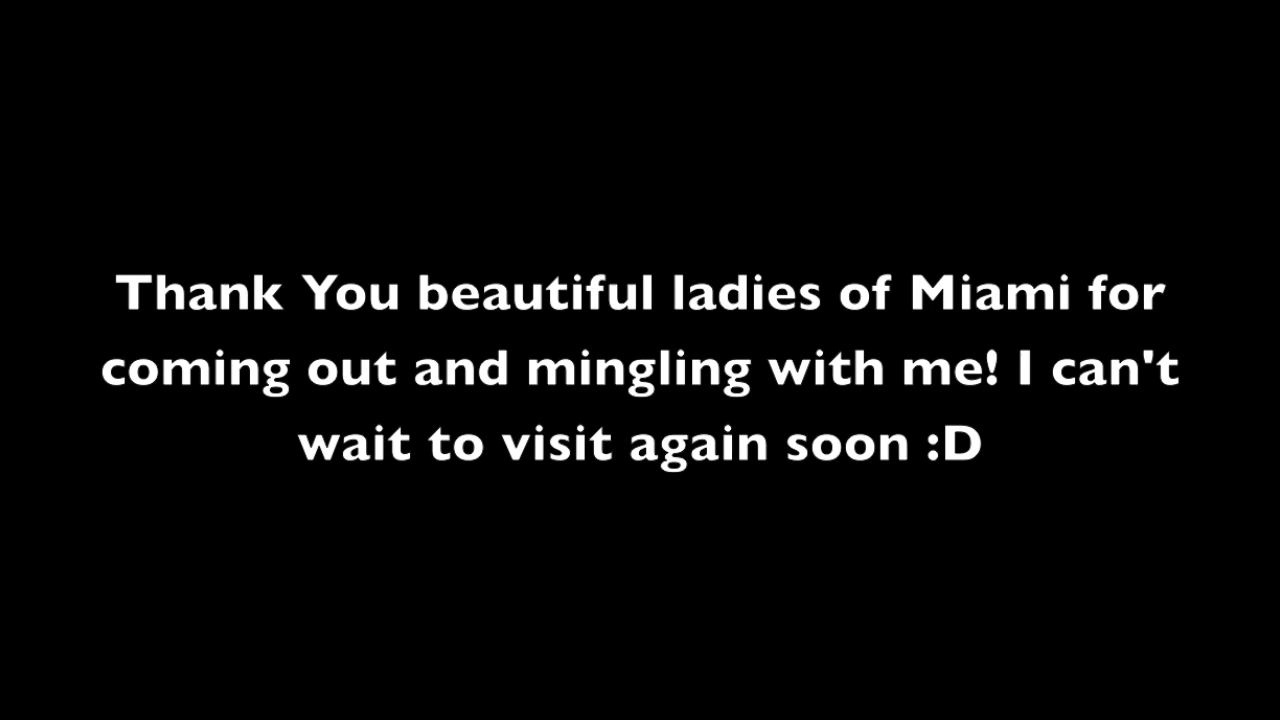 Thank You beautiful ladies of Miami for
coming out and mingling with me! I can't
wait to visit again soon :D